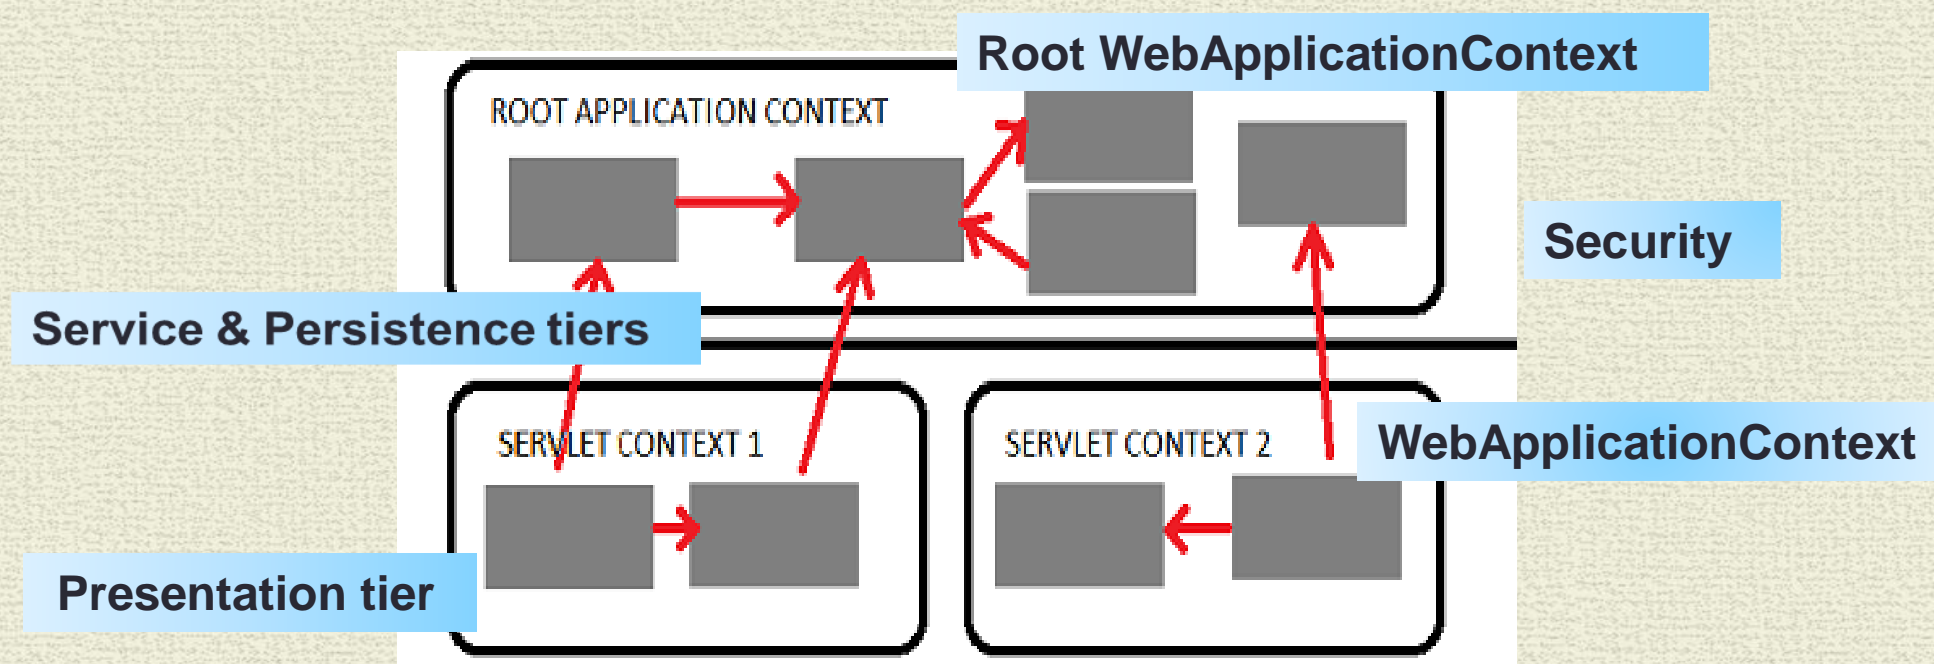 Root WebApplicationContext
ROOT APPLICATION CONTEXT
Security
Service & Persistence tiers
SERVLET CONTEXT 1
SERVLET CONTEXT 2
WebApplicationContext
Presentation tier